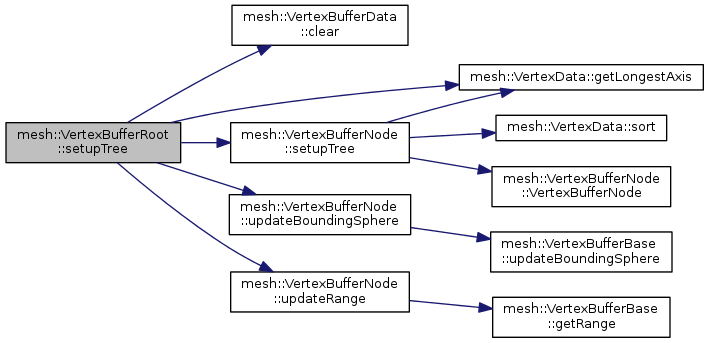 mesh::VertexBufferRoot
::setupTree
mesh::VertexBufferData
::clear
mesh::VertexData::getLongestAxis
mesh::VertexBufferNode
::setupTree
mesh::VertexData::sort
mesh::VertexBufferNode
::VertexBufferNode
mesh::VertexBufferNode
::updateBoundingSphere
mesh::VertexBufferBase
::updateBoundingSphere
mesh::VertexBufferNode
::updateRange
mesh::VertexBufferBase
::getRange